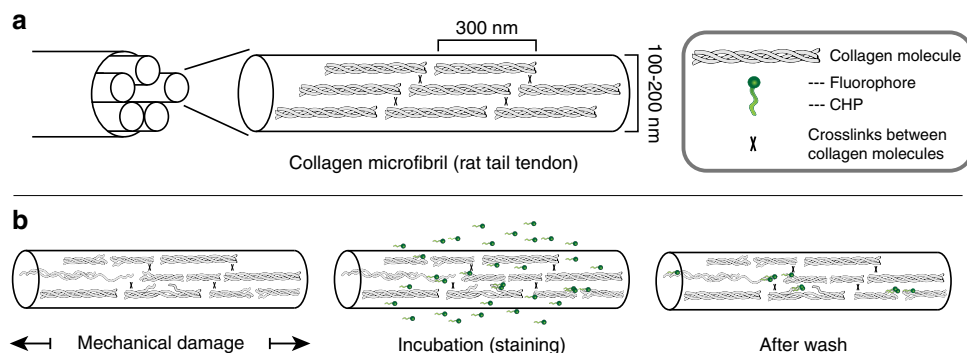 a
300 nm
100-200 nm
Collagen microfibril (rat tail tendon)
Collagen molecule
--- Fluorophore
--- CHP
Crosslinks between
collagen molecules
b
Mechanical damage
Incubation (staining)
After wash